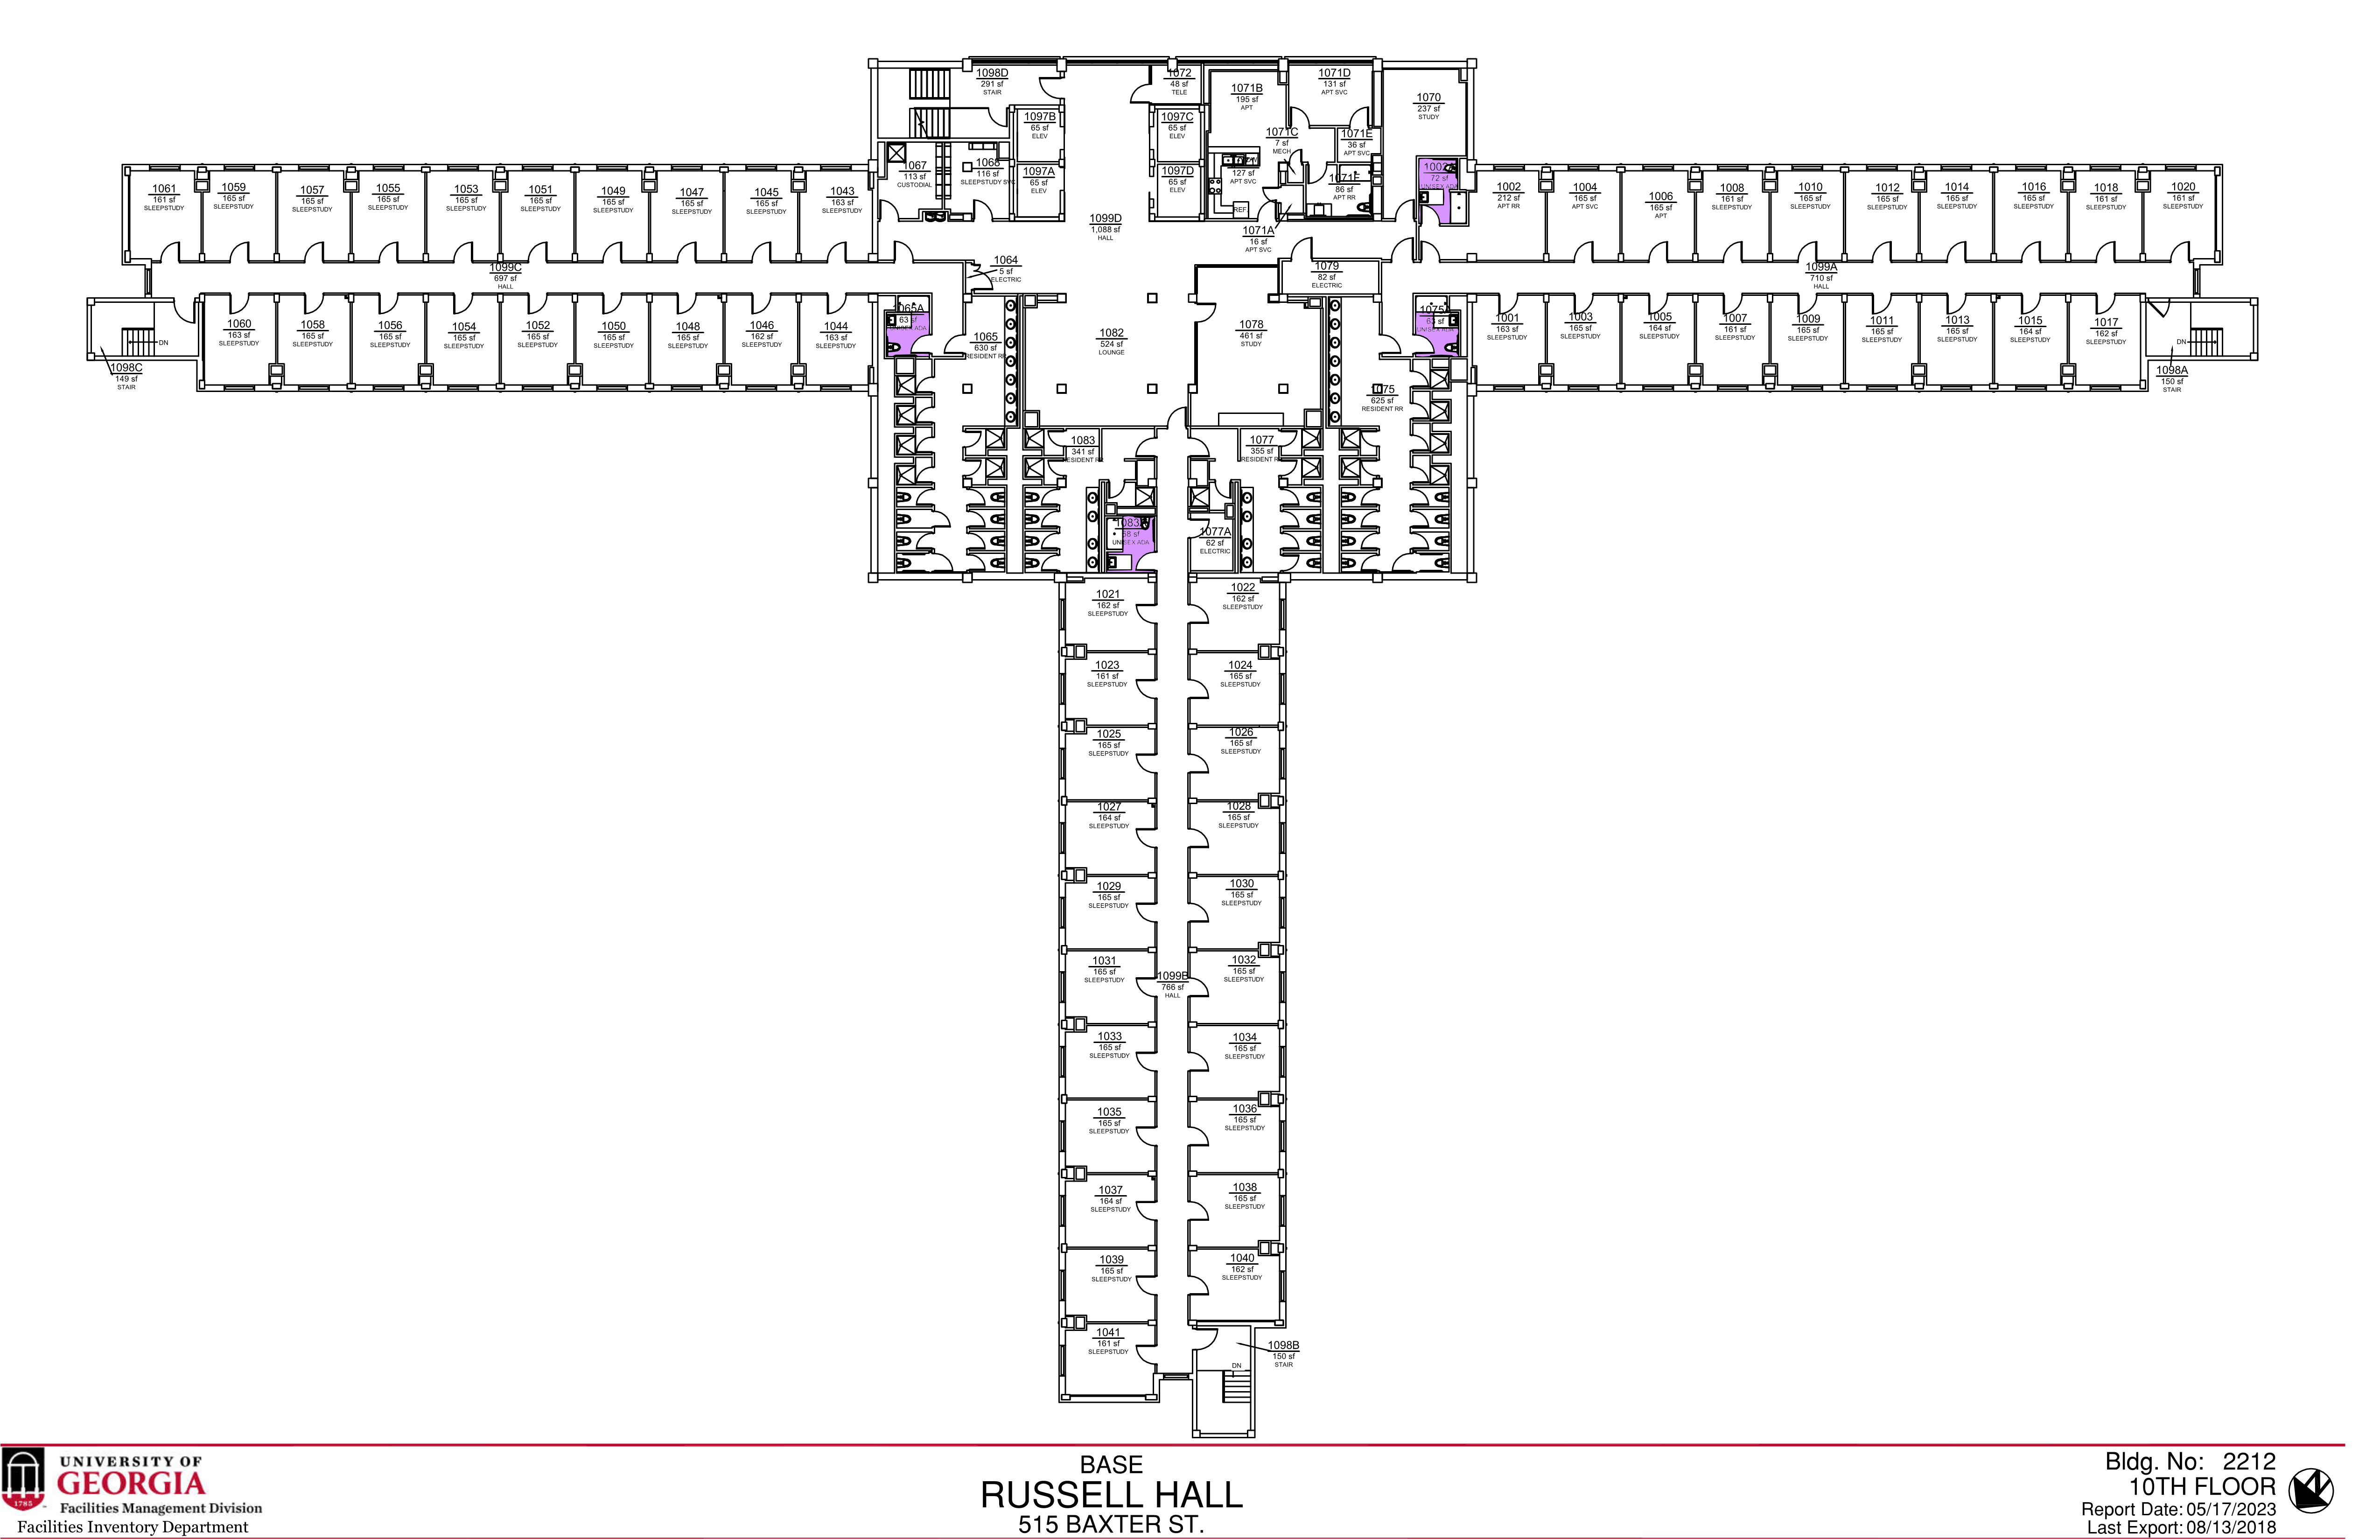 1098D
291 sf
STAIR
1072
48 sf
TELE
1071B
195 sf
APT
1071D
131 sf
APT SVC
1070
237 sf
STUDY
1097B
65 sf
ELEV
1097C
65 sf
ELEV
1071C
7 sf
MECH
1071E
36 sf
APT SVC
1067
113 sf
CUSTODIAL
1068
116 sf
SLEEPSTUDY SVC
1097A
65 sf
ELEV
1097D
65 sf
ELEV
127 sf
APT SVC
REF
1071F
86 sf
APT RR
72 sf
UNISEX ADA
1099D
1,088 sf
HALL
1071A
16 sf
APT SVC
1061
161 sf
SLEEPSTUDY
1059
165 sf
SLEEPSTUDY
1057
165 sf
SLEEPSTUDY
1055
165 sf
SLEEPSTUDY
1053
165 sf
SLEEPSTUDY
1051
165 sf
SLEEPSTUDY
1049
165 sf
SLEEPSTUDY
1047
165 sf
SLEEPSTUDY
1045
165 sf
SLEEPSTUDY
1043
163 sf
SLEEPSTUDY
1002
212 sf
APT RR
1004
165 sf
APT SVC
1006
165 sf
APT
1008
161 sf
SLEEPSTUDY
1010
165 sf
SLEEPSTUDY
1012
165 sf
SLEEPSTUDY
1014
165 sf
SLEEPSTUDY
1016
165 sf
SLEEPSTUDY
1018
161 sf
SLEEPSTUDY
1020
161 sf
SLEEPSTUDY
1099C
697 sf
HALL
1064
5 sf
ELECTRIC
1079
82 sf
ELECTRIC
1099A
710 sf
HALL
1060
163 sf
SLEEPSTUDY
1058
165 sf
SLEEPSTUDY
1056
165 sf
SLEEPSTUDY
1054
165 sf
SLEEPSTUDY
1052
165 sf
SLEEPSTUDY
1050
165 sf
SLEEPSTUDY
1048
165 sf
SLEEPSTUDY
1046
162 sf
SLEEPSTUDY
1044
163 sf
SLEEPSTUDY
1065A
63 sf
UNISEX ADA
1065
630 sf
RESIDENT RR
1082
524 sf
LOUNGE
1078
461 sf
STUDY
UNISEX ADA
1001
163 sf
SLEEPSTUDY
1003
165 sf
SLEEPSTUDY
1005
164 sf
SLEEPSTUDY
1007
161 sf
SLEEPSTUDY
1009
165 sf
SLEEPSTUDY
1011
165 sf
SLEEPSTUDY
1013
165 sf
SLEEPSTUDY
1015
164 sf
SLEEPSTUDY
1017
162 sf
SLEEPSTUDY
DN
1098C
149 sf
STAIR
DN
1098A
150 sf
STAIR
1075
625 sf
RESIDENT RR
1083
341 sf
RESIDENT RR
1077
355 sf
RESIDENT RR
58 sf
UNISEX ADA
1077A
62 sf
ELECTRIC
1021
162 sf
SLEEPSTUDY
1022
162 sf
SLEEPSTUDY
1023
161 sf
SLEEPSTUDY
1024
165 sf
SLEEPSTUDY
1025
165 sf
SLEEPSTUDY
1026
165 sf
SLEEPSTUDY
1027
164 sf
SLEEPSTUDY
1028
165 sf
SLEEPSTUDY
1029
165 sf
SLEEPSTUDY
1030
165 sf
SLEEPSTUDY
1031
165 sf
SLEEPSTUDY
1032
165 sf
SLEEPSTUDY
1099B
766 sf
HALL
1033
165 sf
SLEEPSTUDY
1034
165 sf
SLEEPSTUDY
1035
165 sf
SLEEPSTUDY
1036
165 sf
SLEEPSTUDY
1037
164 sf
SLEEPSTUDY
1038
165 sf
SLEEPSTUDY
1039
165 sf
SLEEPSTUDY
1040
162 sf
SLEEPSTUDY
1041
161 sf
SLEEPSTUDY
1098B
150 sf
STAIR
DN
UNIVERSITY OF
GEORGIA
1785
Facilities Management Division
Facilities Inventory Department
BASE
RUSSELL HALL
515 BAXTER ST.
Bldg. No: 2212
10TH FLOOR
Report Date: 05/17/2023
Last Export: 08/13/2018